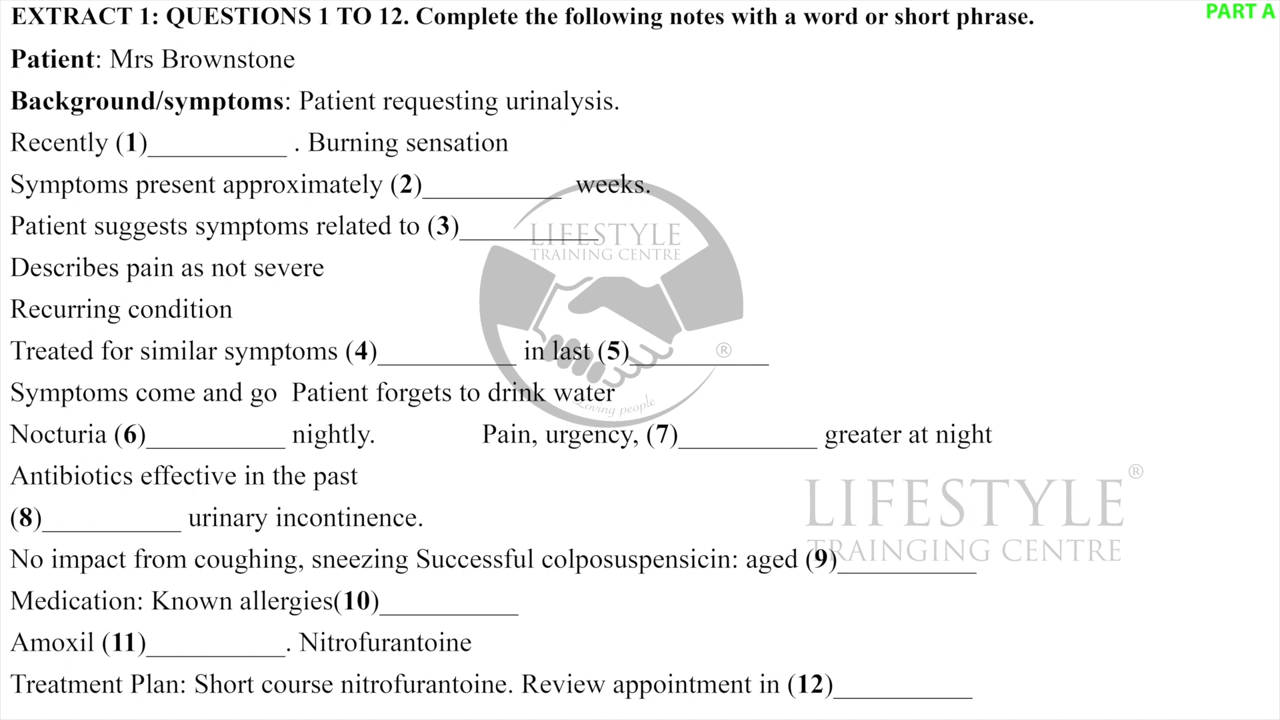 EXTRACT 1: QUESTIONS 1 TO 12. Complete the following notes with a word or short phrase.
PART A
Patient: Mrs Brownstone
Background/symptoms: Patient requesting urinalysis.
Recently (1)__________ . Burning sensation
Symptoms present approximately (2)__________ weeks.
Patient suggests symptoms related to (3)__________
LIFESTYLE
TRAINING CENTRE
Describes pain as not severe
Recurring condition
Treated for similar symptoms (4)__________ in last (5)__________
®
Symptoms come and go Patient forgets to drink water
Loving people
Nocturia (6)__________ nightly. Pain, urgency, (7)__________ greater at night
Antibiotics effective in the past
(8)__________ urinary incontinence.
LIFESTYLE®
TRAINGING CENTRE
No impact from coughing, sneezing Successful colposuspensicin: aged (9)__________
Medication: Known allergies(10)__________
Amoxil (11)__________. Nitrofurantoine
Treatment Plan: Short course nitrofurantoine. Review appointment in (12)__________